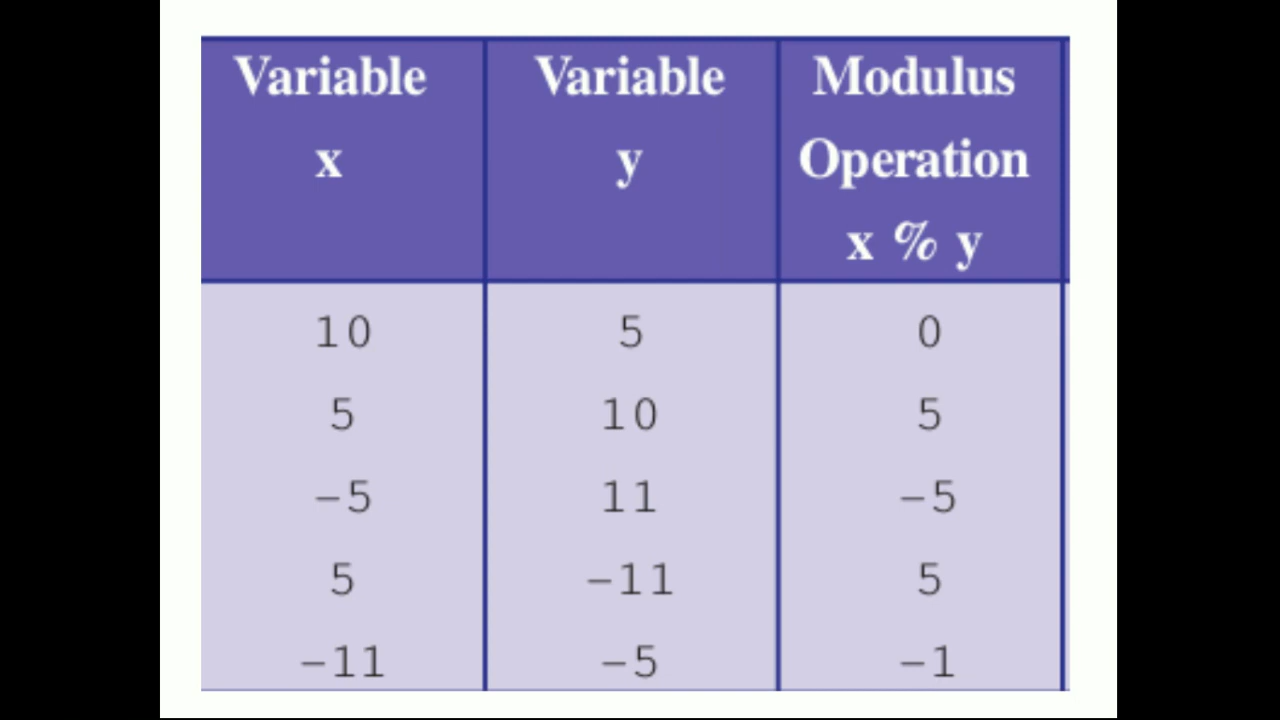 Variable Variable Modulus
x y Operation
x % y
10 5 0
5 10 5
−5 11 −5
5 −11 5
−11 −5 −1